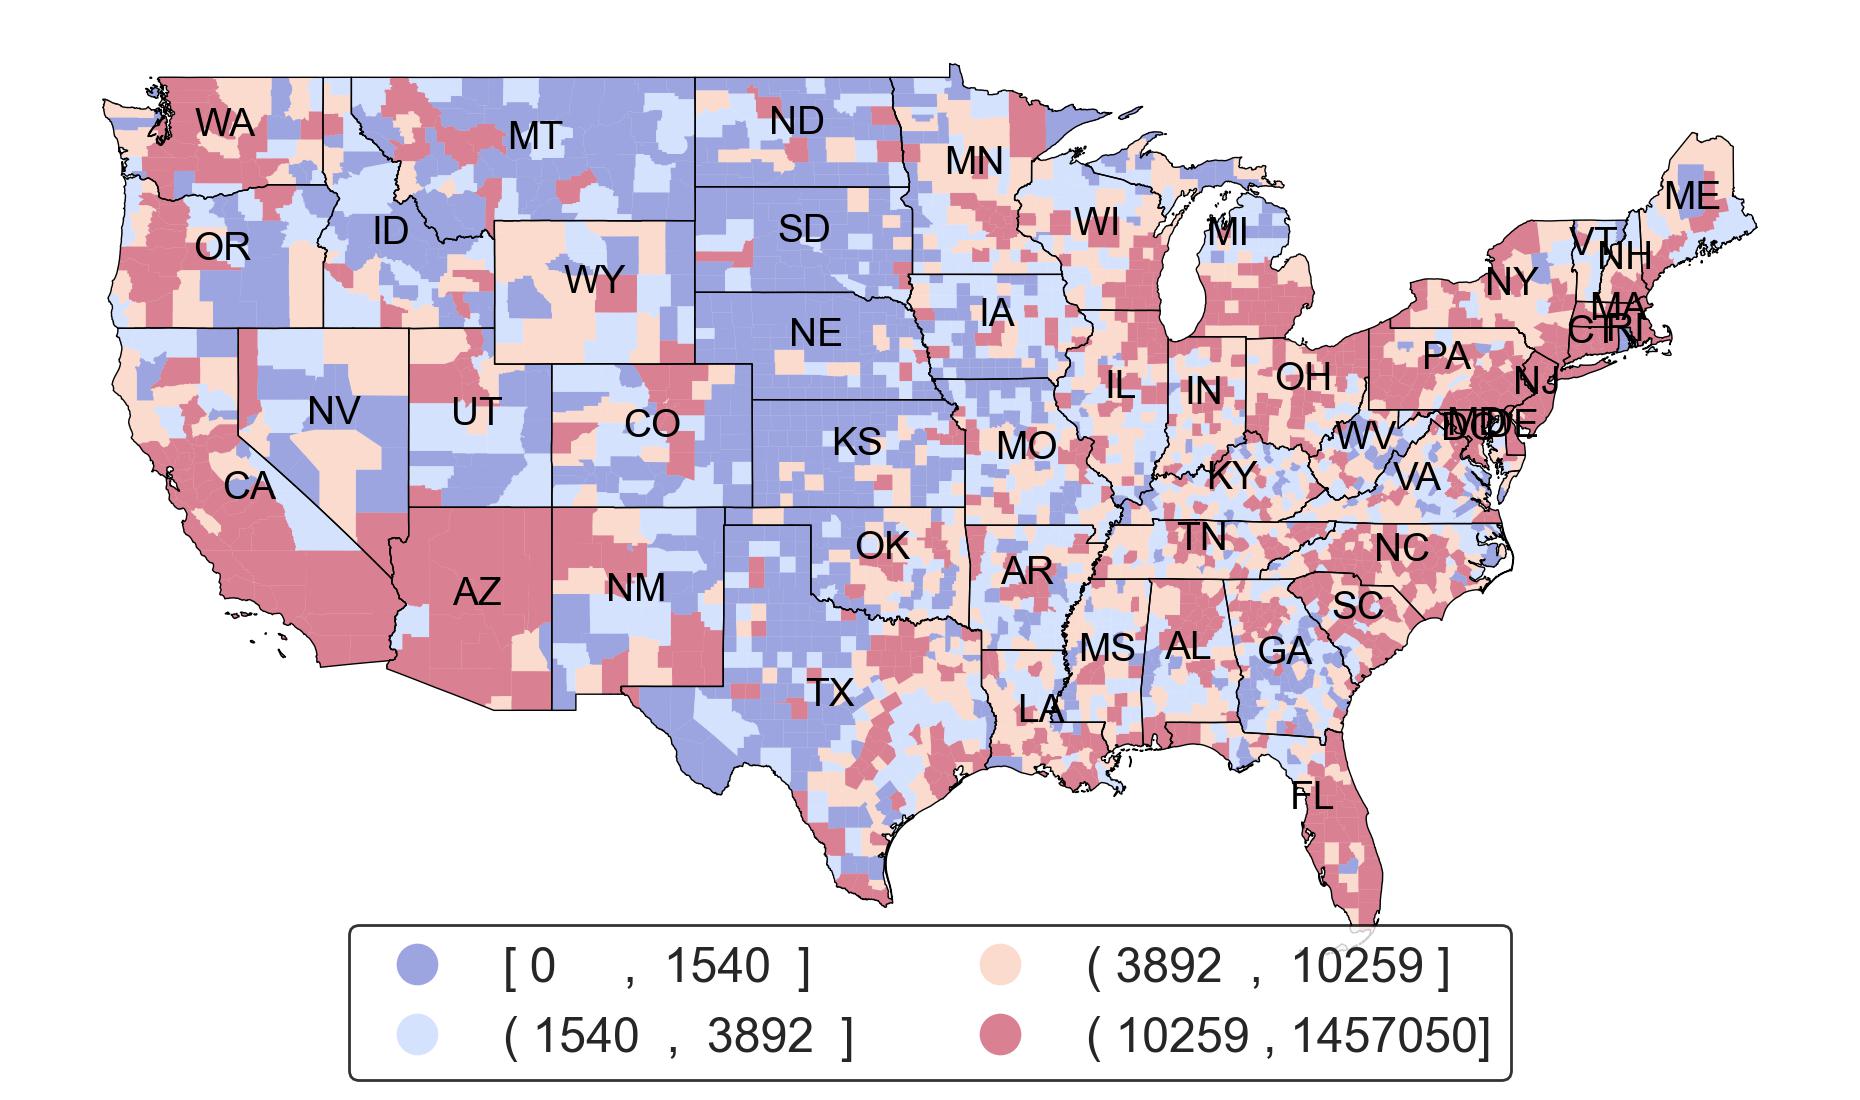 WA
MT
ND
MN
ME
OR
ID
SD
WI
MI
VT
NH
WY
NY
IA
MA
NE
CT
RI
PA
NV
UT
CO
KS
IL
IN
OH
NJ
MO
WV
MD
DC
DE
CA
KY
VA
OK
TN
NC
AZ
NM
AR
SC
MS
AL
GA
TX
LA
FL
[ 0 , 1540 ]
( 3892 , 10259 ]
( 1540 , 3892 ]
( 10259 , 1457050]